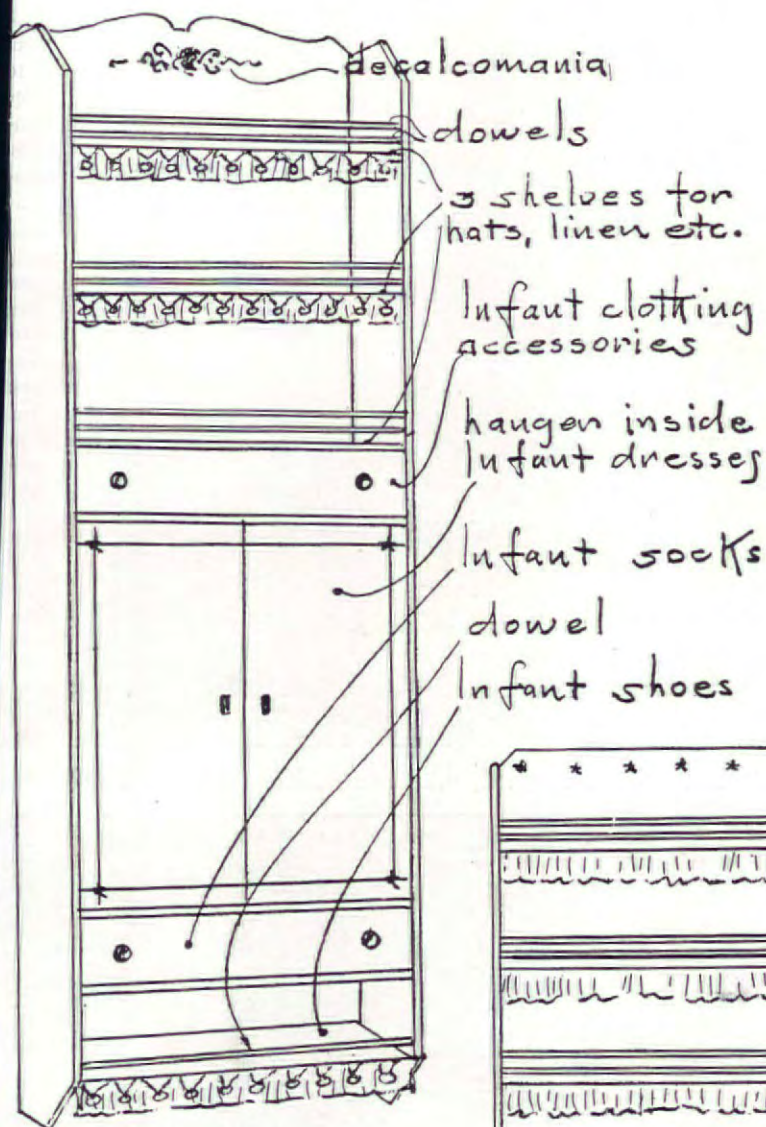 decalcomania
dowels
3 shelves for
hats, linen etc.
Infant clothing
accessories
hanger inside
Infant dresses
Infant socks
dowel
Infant shoes